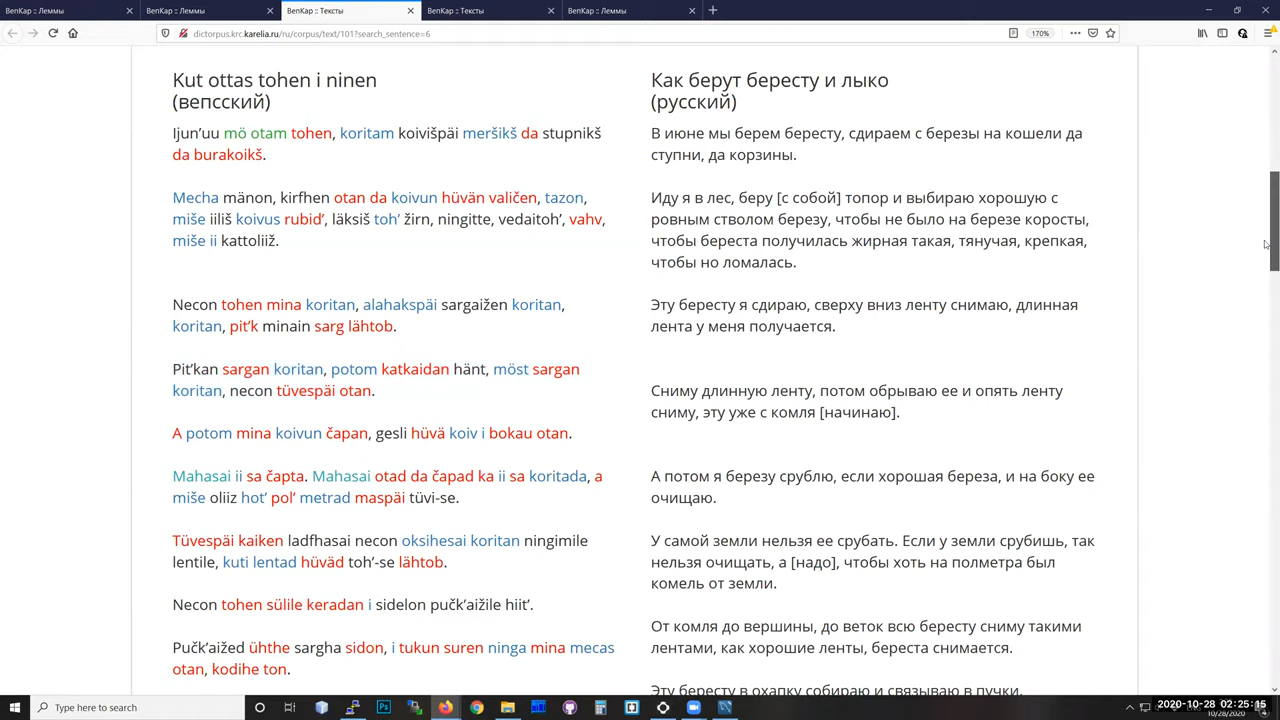 ВепКар :: Леммы
ВепКар :: Леммы
ВепКар :: Тексты
ВепКар :: Тексты
ВепКар :: Леммы
dictorpus.krc.karelia.ru/ru/corpus/text/101?search_sentence=6
170%
Kut ottas tohen i ninen
(вепсский)
Ijun’uu mö otam tohen, koritam koivišpäi meršikš da stupnikš
da burakoikš.
Mecha mänon, kirfhen otan da koivun hüvän valičen, tazon,
miše iiliš koivus rubid’, läksiš toh’ žirn, ningitte, vedaitoh’, vahv,
miše ii kattoliiž.
Necon tohen mina koritan, alahakspäi sargaižen koritan,
koritan, pit’k minain sarg lähtob.
Pit’kan sargan koritan, potom katkaidan hänt, möst sargan
koritan, necon tüvespäi otan.
A potom mina koivun čapan, gesli hüvä koiv i bokau otan.
Mahasai ii sa čapta. Mahasai otad da čapad ka ii sa koritada, a
miše oliiz hot’ pol’ metrad maspäi tüvi-se.
Tüvespäi kaiken ladfhasai necon oksihesai koritan ningimile
lentile, kuti lentad hüväd toh’-se lähtob.
Necon tohen sülile keradan i sidelon pučk’aižile hiit’.
Pučk’aižed ühthe sargha sidon, i tukun suren ninga mina mecas
otan, kodihe ton.
Как берут бересту и лыко
(русский)
В июне мы берем бересту, сдираем с березы на кошели да
ступни, да корзины.
Иду я в лес, беру [с собой] топор и выбираю хорошую с
ровным стволом березу, чтобы не было на березе коросты,
чтобы береста получилась жирная такая, тянучая, крепкая,
чтобы но ломалась.
Эту бересту я сдираю, сверху вниз ленту снимаю, длинная
лента у меня получается.
Сниму длинную ленту, потом обрываю ее и опять ленту
сниму, эту уже с комля [начинаю].
А потом я березу срублю, если хорошая береза, и на боку ее
очищаю.
У самой земли нельзя ее срубать. Если у земли срубишь, так
нельзя очищать, а [надо], чтобы хоть на полметра был
комель от земли.
От комля до вершины, до веток всю бересту сниму такими
лентами, как хорошие ленты, береста снимается.
Эту бересту в охапку собираю и связываю в пучки.
Type here to search
2020-10-28 02:25:15
10/28/2020